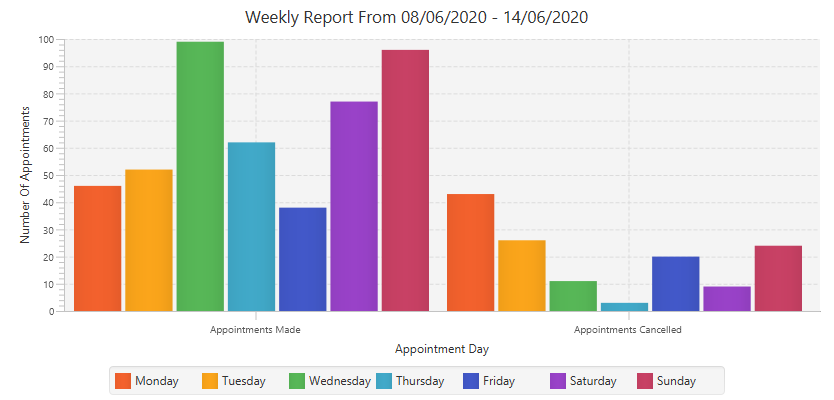 Weekly Report From 08/06/2020 - 14/06/2020
Number Of Appointments
100
90
80
70
60
50
40
30
20
10
0
Appointments Made Appointments Cancelled
Appointment Day
Monday Tuesday Wednesday Thursday Friday Saturday Sunday